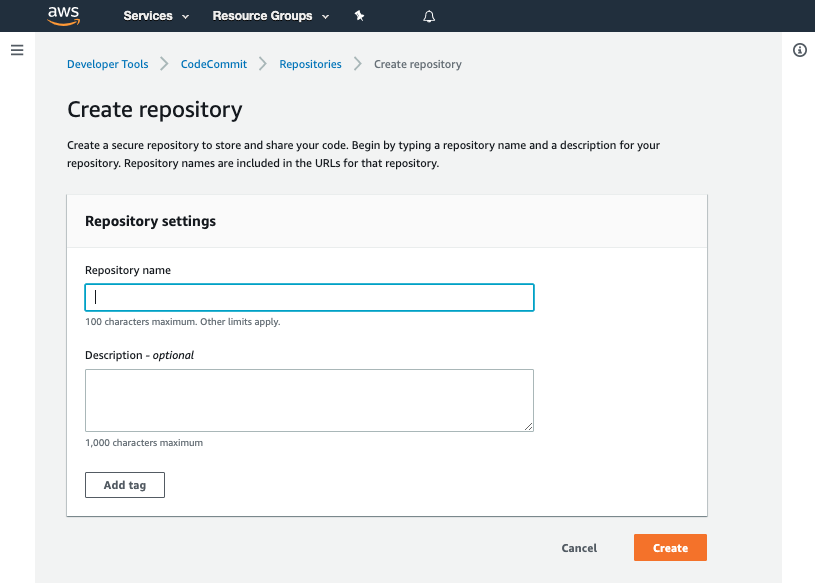 aws Services Resource Groups
Developer Tools CodeCommit Repositories Create repository
Create repository
Create a secure repository to store and share your code. Begin by typing a repository name and a description for your
repository. Repository names are included in the URLs for that repository.
Repository settings
Repository name
100 characters maximum. Other limits apply.
Description - optional
1,000 characters maximum
Add tag
Cancel Create